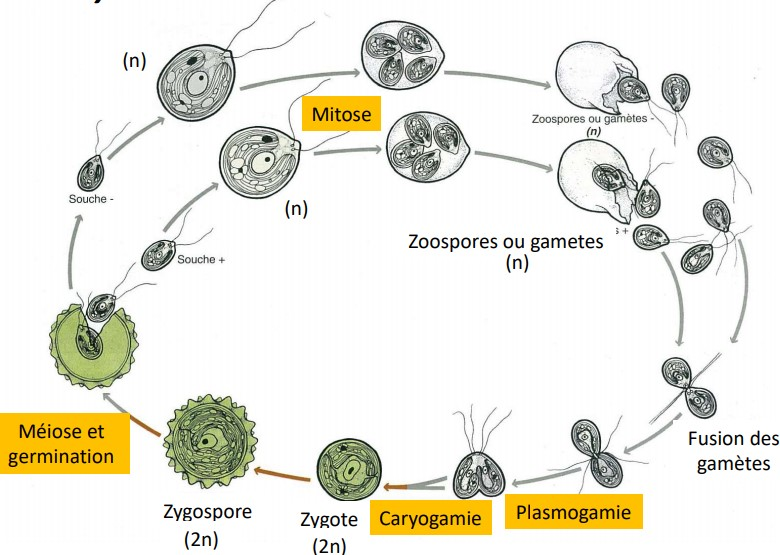 (n)
Mitose
Zoospores ou gamètes -
(n)
Souche -
(n)
s +
Zoospores ou gametes
(n)
Souche +
Méiose et
germination
Fusion des
gamètes
Zygospore
(2n)
Zygote
(2n)
Caryogamie
Plasmogamie